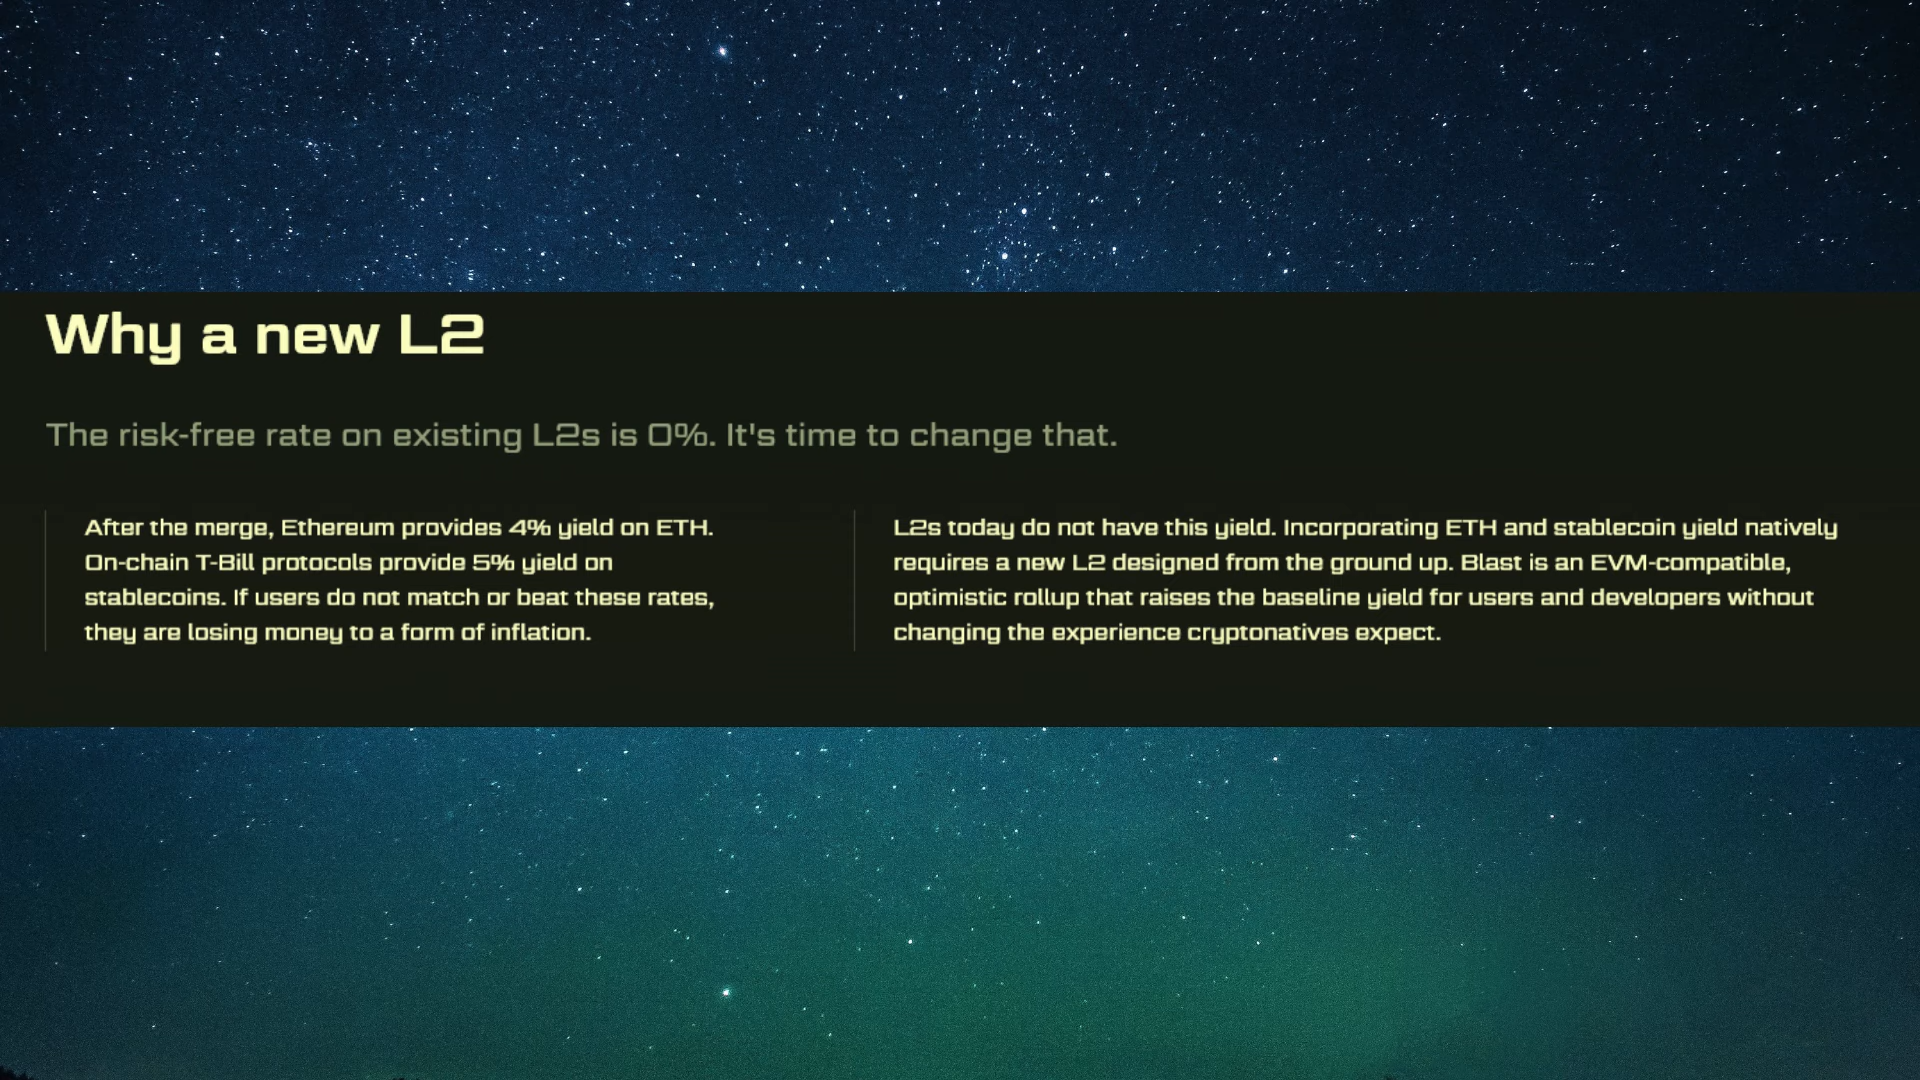 Why a new L2
The risk-free rate on existing L2s is 0%. It's time to change that.
After the merge, Ethereum provides 4% yield on ETH.
On-chain T-Bill protocols provide 5% yield on
stablecoins. If users do not match or beat these rates,
they are losing money to a form of inflation.
L2s today do not have this yield. Incorporating ETH and stablecoin yield natively
requires a new L2 designed from the ground up. Blast is an EVM-compatible,
optimistic rollup that raises the baseline yield for users and developers without
changing the experience cryptonatives expect.